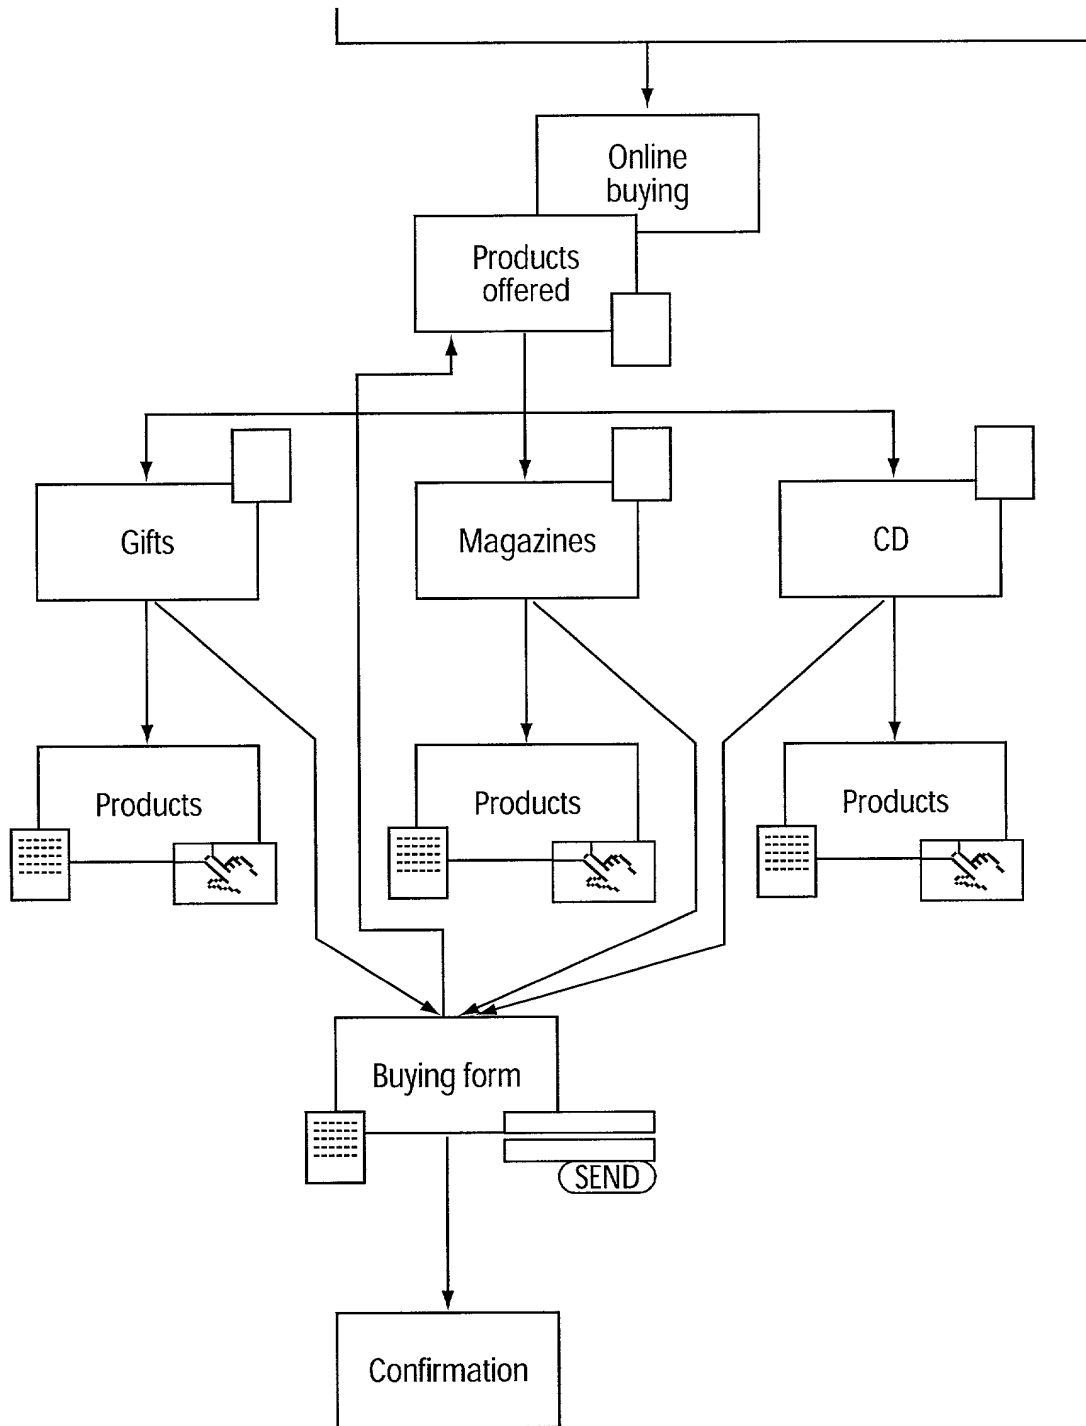 Online
buying
Products
offered
Gifts
Magazines
CD
Products
Products
Products
Buying form
SEND
Confirmation